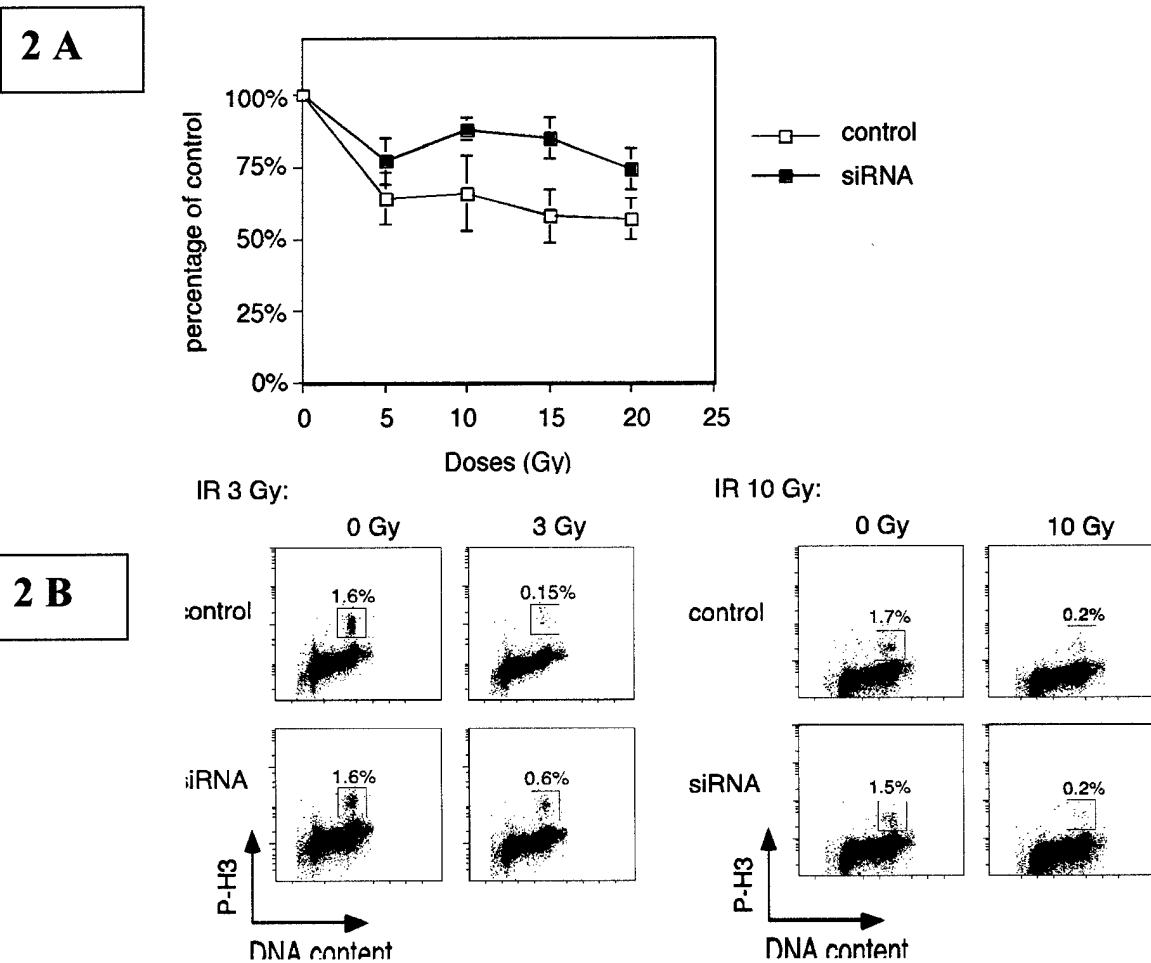 2 A
percentage of control
100%
75%
50%
25%
0%
0 5 10 15 20 25
Doses (Gy)
control
siRNA
2 B
IR 3 Gy:
0 Gy 3 Gy
control
1.6% 0.15%
siRNA
1.6% 0.6%
P-H3
DNA content
IR 10 Gy:
0 Gy 10 Gy
control
1.7% 0.2%
siRNA
1.5% 0.2%
P-H3
DNA content